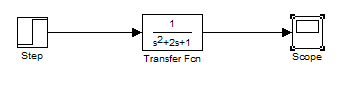 1
s²+2s+1
Step
Transfer Fcn
Scope